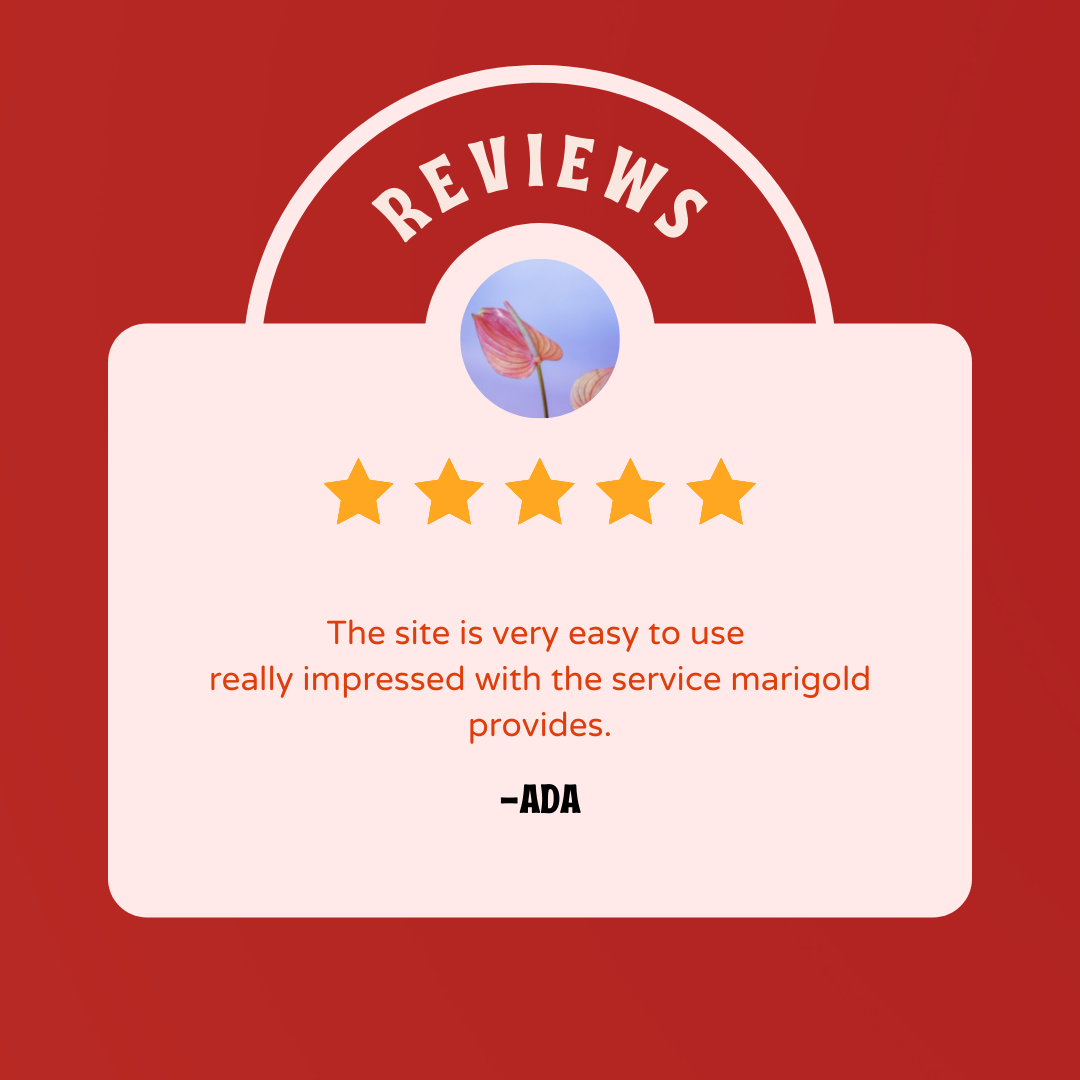 REVIEWS
The site is very easy to use
really impressed with the service marigold
provides.
-ADA